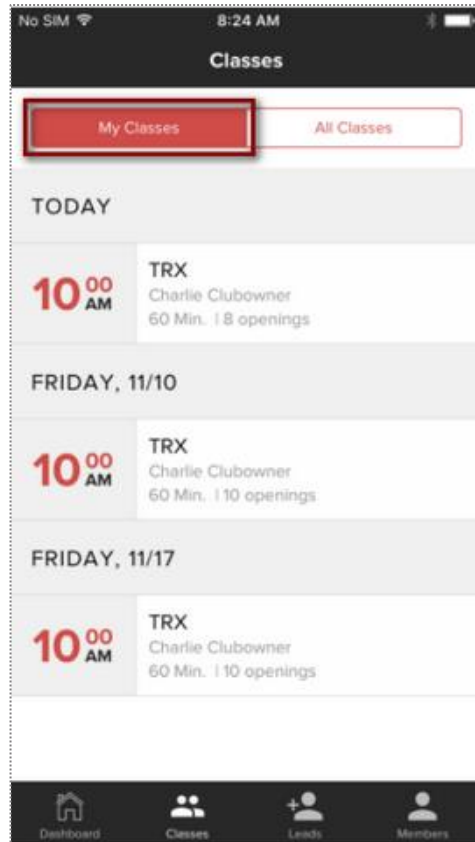 No SIM 8:24 AM
Classes
My Classes All Classes
TODAY
10 00 AM
TRX
Charlie Clubowner
60 Min. | 8 openings
FRIDAY, 11/10
10 00 AM
TRX
Charlie Clubowner
60 Min. | 10 openings
FRIDAY, 11/17
10 00 AM
TRX
Charlie Clubowner
60 Min. | 10 openings
Dashboard Classes Leads Members